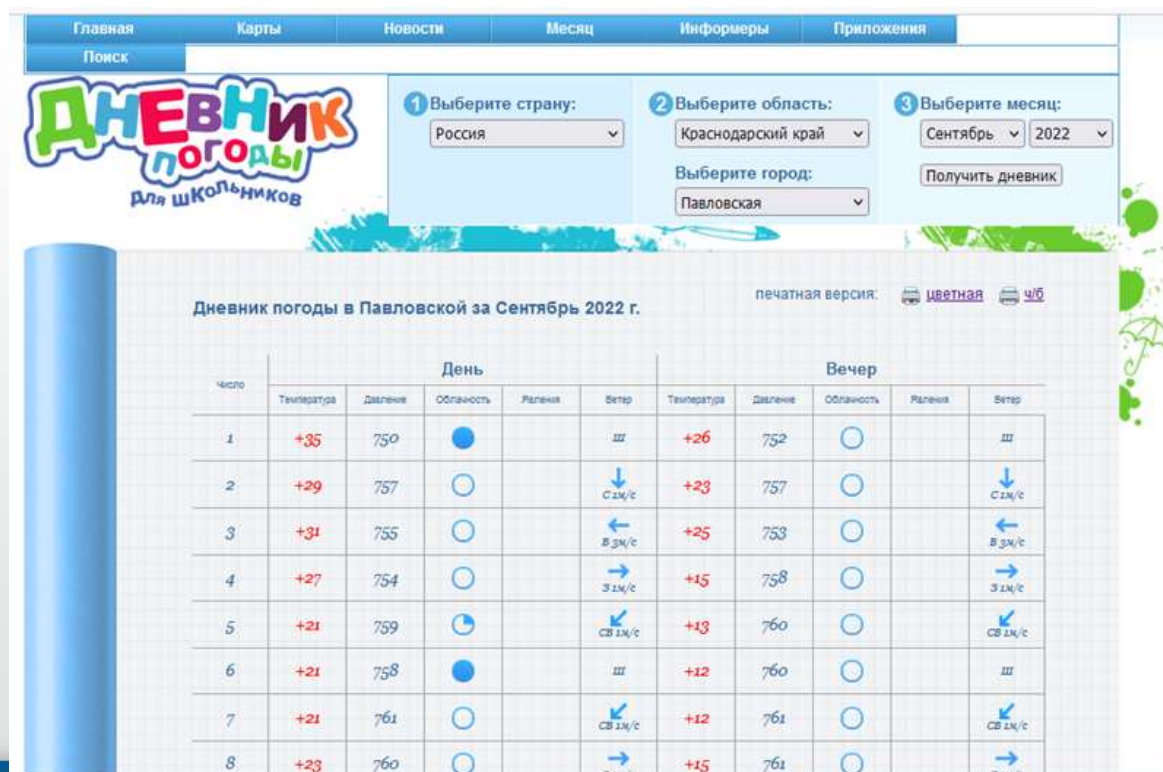 Главная Карты Новости Месяц Информеры Приложения
Поиск
ДНЕВНИК
ПОГОДЫ
для школьников
1 Выберите страну: 2 Выберите область: 3 Выберите месяц:
Россия Краснодарский край Сентябрь 2022
Выберите город: Получить дневник
Павловская
печатная версия: цветная ч/б
Дневник погоды в Павловской за Сентябрь 2022 г.
День Вечер
Число
Температура Давление Облачность Явления Ветер Температура Давление Облачность Явления Ветер
1 +35 750 Ш +26 752 Ш
2 +29 757 С 1м/с +23 757 С 1м/с
3 +31 755 В 3м/с +25 753 В 3м/с
4 +27 754 З 1м/с +15 758 З 1м/с
5 +21 759 СВ 1м/с +13 760 СВ 1м/с
6 +21 758 Ш +12 760 Ш
7 +21 761 СВ 1м/с +12 761 СВ 1м/с
8 +23 760 +15 761